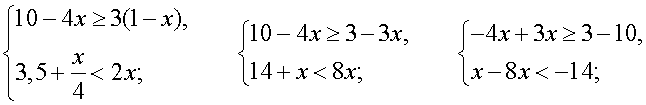 {10 − 4x ≥ 3(1 − x),
3,5 + x/4 < 2x;
{10 − 4x ≥ 3 − 3x,
14 + x < 8x;
{−4x + 3x ≥ 3 − 10,
x − 8x < −14;